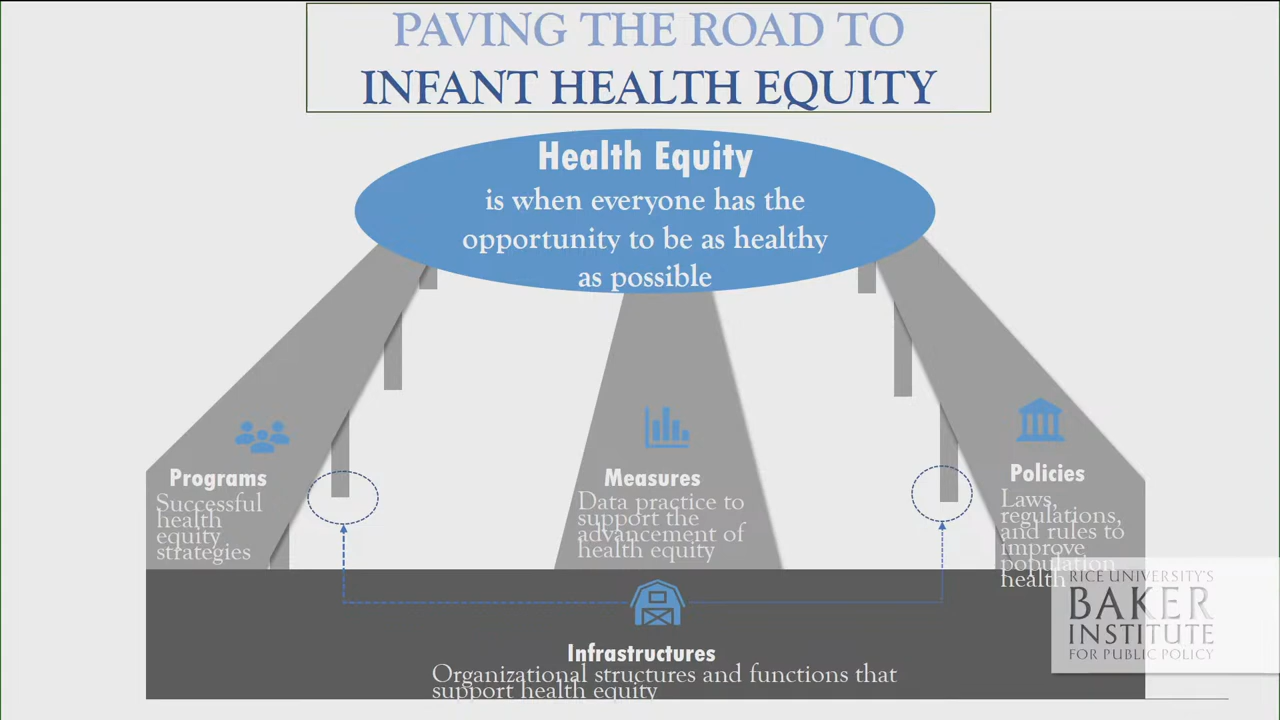 PAVING THE ROAD TO
INFANT HEALTH EQUITY
Health Equity
is when everyone has the
opportunity to be as healthy
as possible
Programs
Successful
health
equity
strategies
Measures
Data practice to
support the
advancement of
health equity
Policies
Laws,
regulations,
and rules to
improve
population
health
Infrastructures
Organizational structures and functions that
support health equity
RICE UNIVERSITY'S
BAKER
INSTITUTE
FOR PUBLIC POLICY